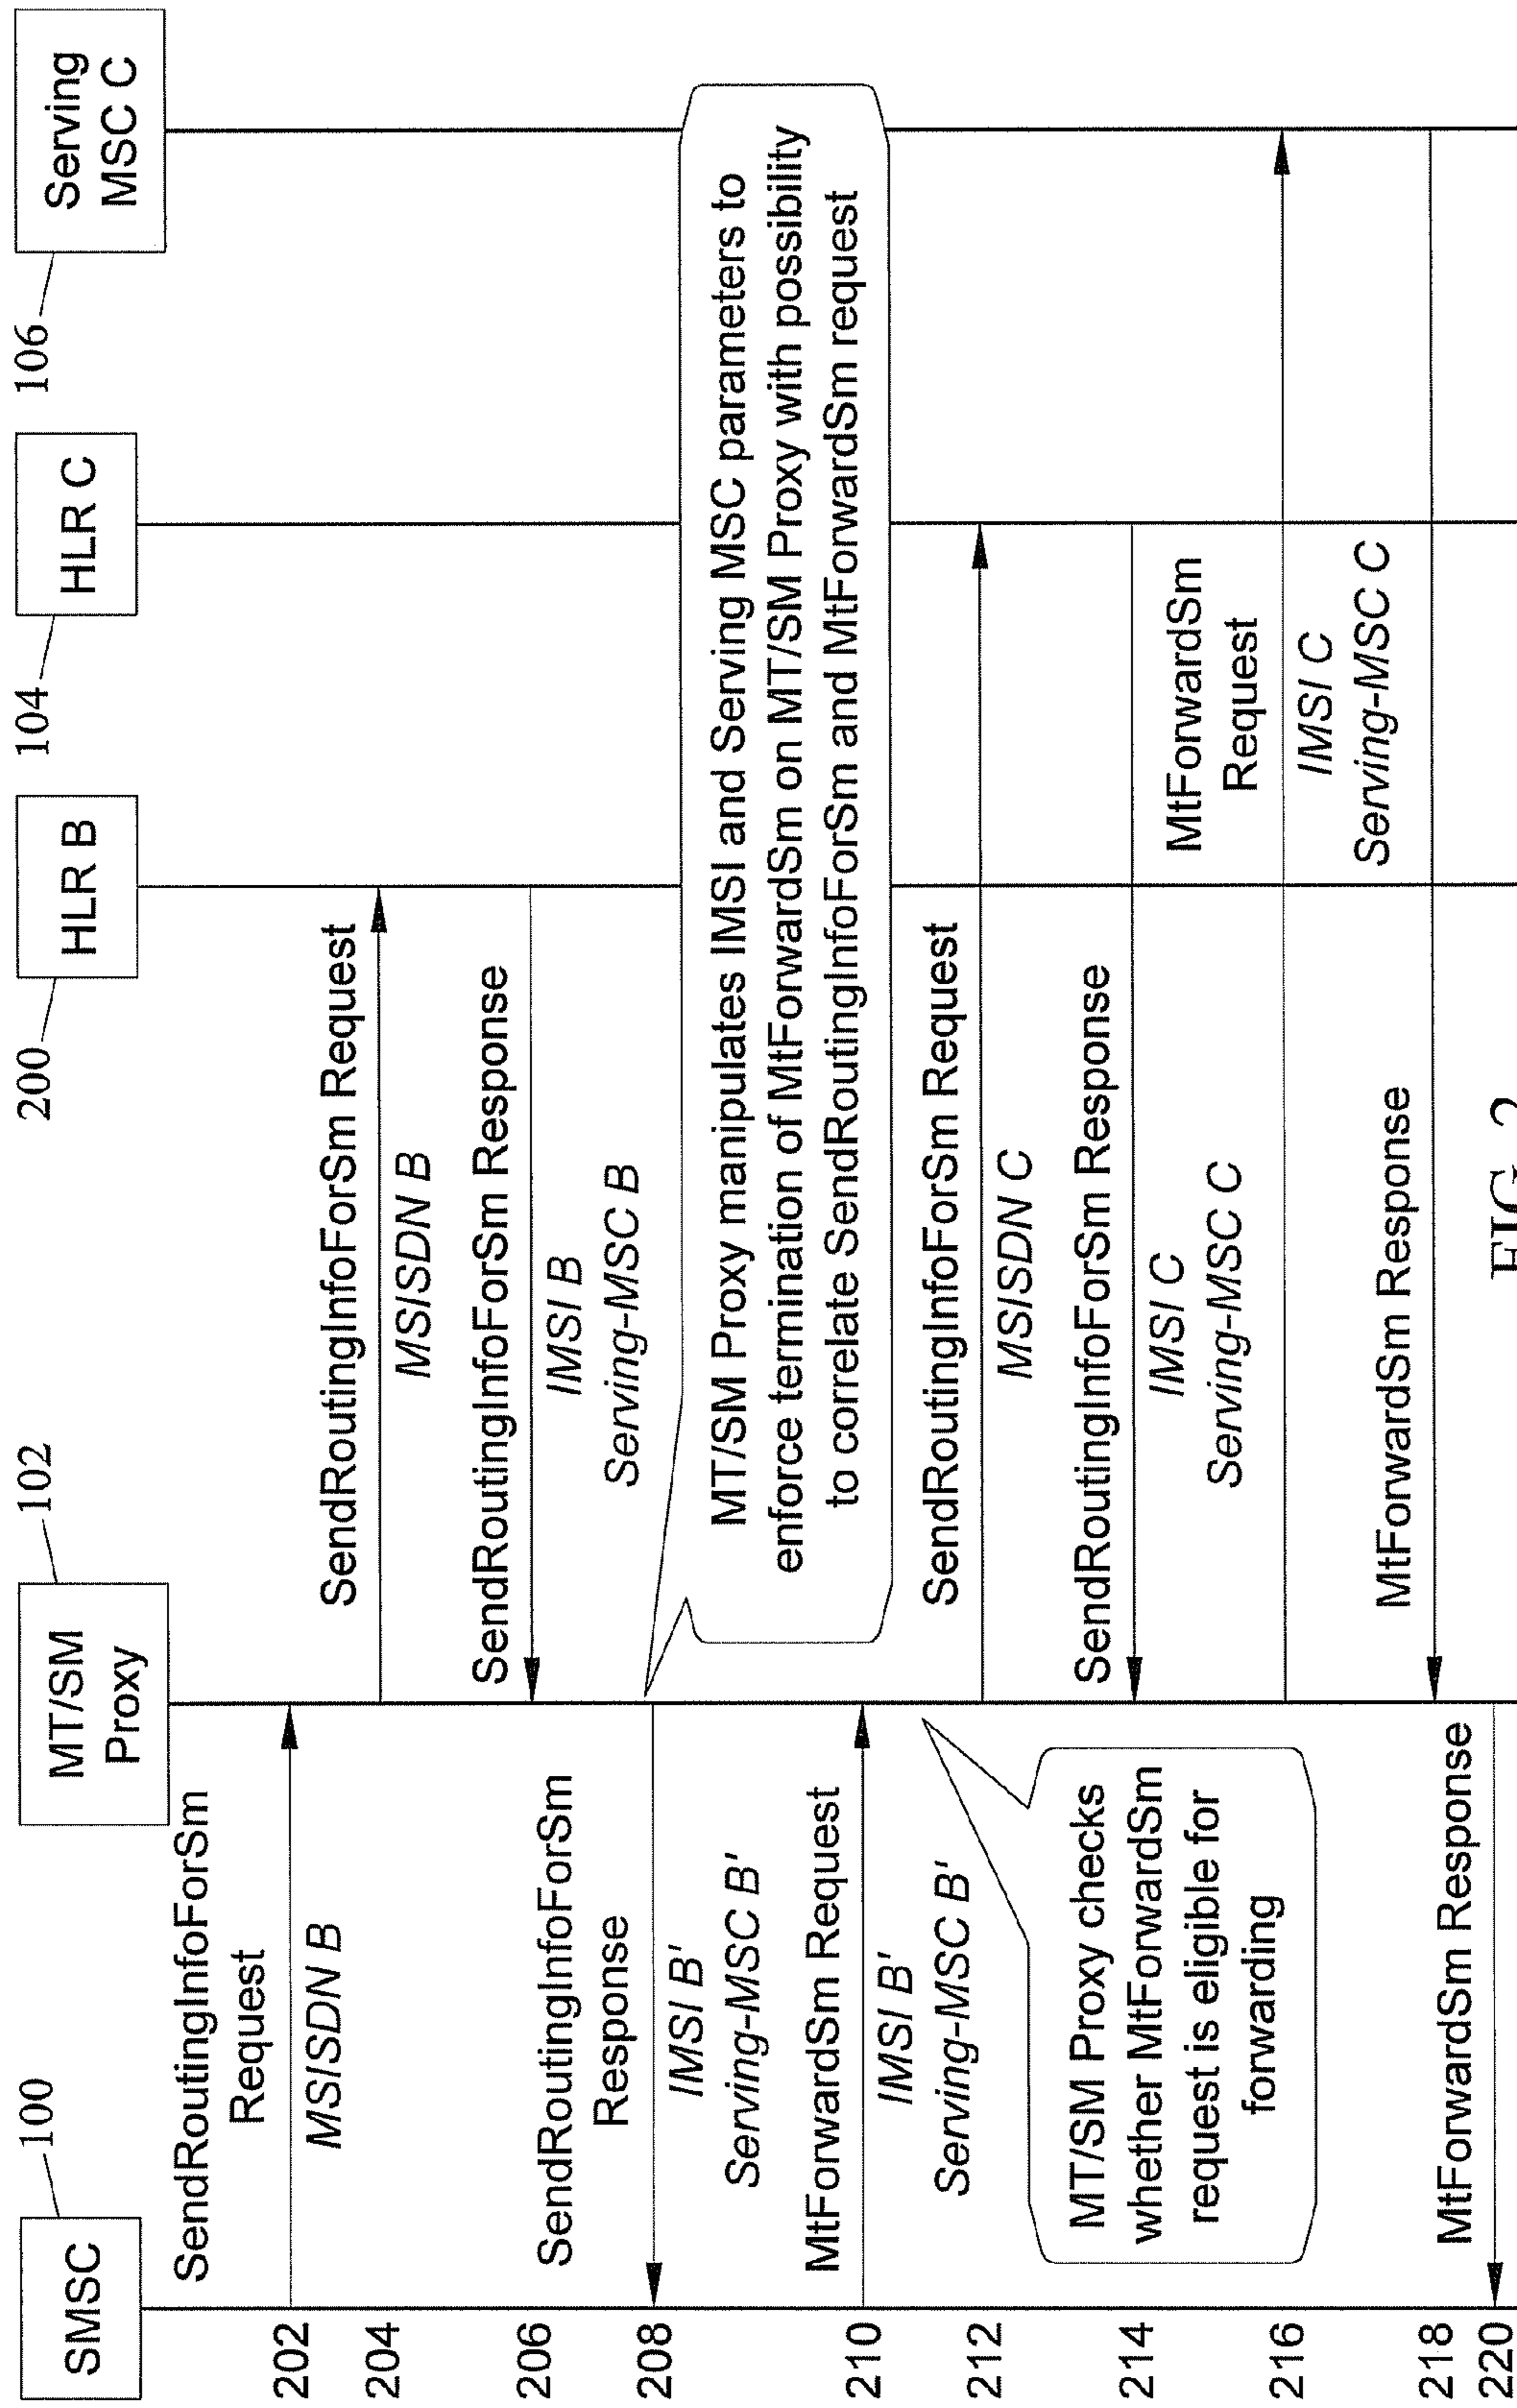 SMSC
100
MT/SM
Proxy
102
HLR B
200
HLR C
104
Serving
MSC C
106
202
SendRoutingInfoForSm
Request
MSISDN B
204
SendRoutingInfoForSm Request
MSISDN B
206
SendRoutingInfoForSm Response
IMSI B
Serving-MSC B
208
SendRoutingInfoForSm
Response
IMSI B'
Serving-MSC B'
MT/SM Proxy manipulates IMSI and Serving MSC parameters to
enforce termination of MtForwardSm on MT/SM Proxy with possibility
to correlate SendRoutingInfoForSm and MtForwardSm request
210
MtForwardSm Request
IMSI B'
Serving-MSC B'
MT/SM Proxy checks
whether MtForwardSm
request is eligible for
forwarding
212
SendRoutingInfoForSm Request
MSISDN C
214
SendRoutingInfoForSm Response
IMSI C
Serving-MSC C
216
MtForwardSm
Request
IMSI C
Serving-MSC C
218
MtForwardSm Response
220
MtForwardSm Response
FIG. 2